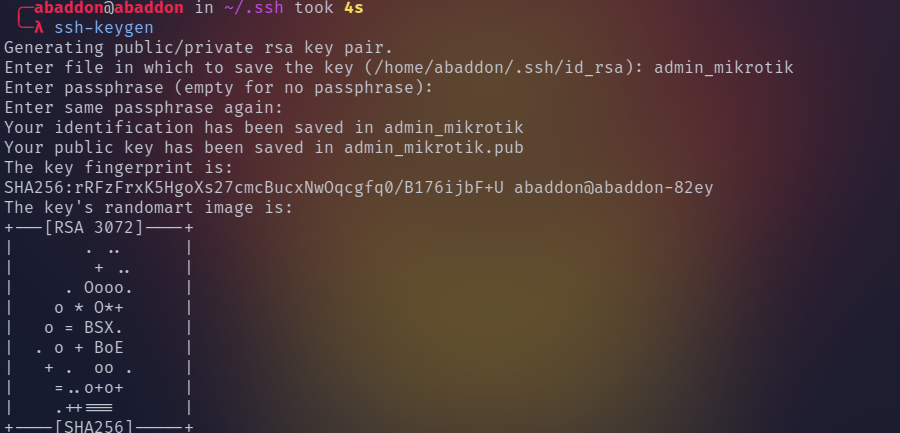 ╭─abaddon@abaddon in ~/.ssh took 4s
╰─λ ssh-keygen
Generating public/private rsa key pair.
Enter file in which to save the key (/home/abaddon/.ssh/id_rsa): admin_mikrotik
Enter passphrase (empty for no passphrase):
Enter same passphrase again:
Your identification has been saved in admin_mikrotik
Your public key has been saved in admin_mikrotik.pub
The key fingerprint is:
SHA256:rRFzFrxK5HgoXs27cmcBucxNwOqcgfq0/B176ijbF+U abaddon@abaddon-82ey
The key's randomart image is:
+---[RSA 3072]----+
|       . ..      |
|        + ..     |
|     . Oooo.     |
|    o * O*+      |
|   o = BSX.      |
|  . o + BoE      |
|   + .  oo .     |
|    =..o+o+      |
|    .++===       |
+----[SHA256]-----+